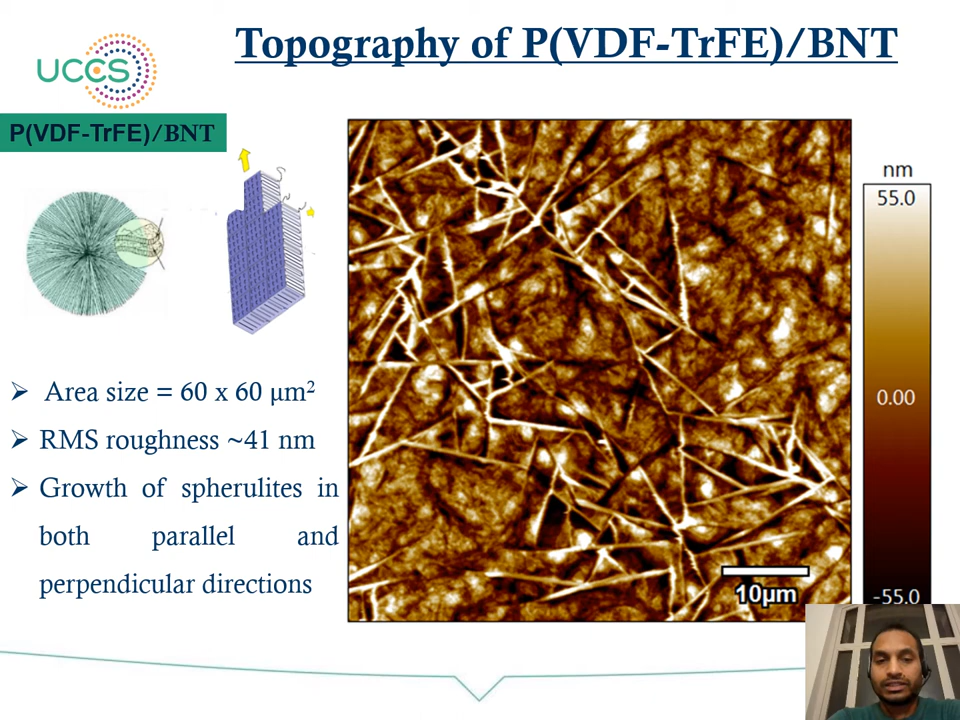 Topography of P(VDF-TrFE)/BNT
UCCS
P(VDF-TrFE)/BNT
nm
55.0
0.00
-55.0
➢ Area size = 60 x 60 µm²
➢ RMS roughness ~41 nm
➢ Growth of spherulites in
both parallel and
perpendicular directions
10µm